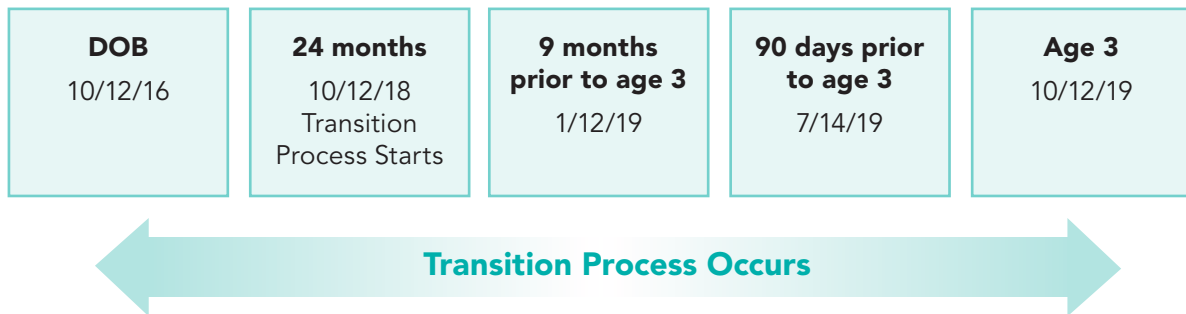 DOB
10/12/16
24 months
10/12/18
Transition
Process Starts
9 months
prior to age 3
1/12/19
90 days prior
to age 3
7/14/19
Age 3
10/12/19
Transition Process Occurs